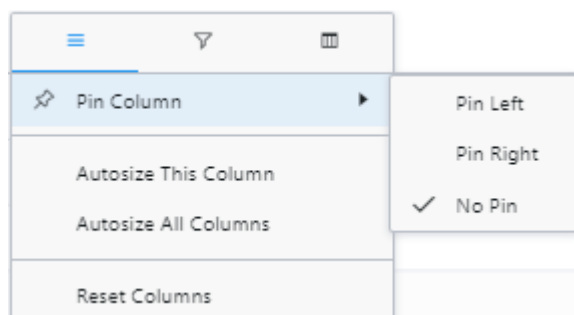 Pin Column
Pin Left
Pin Right
No Pin
Autosize This Column
Autosize All Columns
Reset Columns